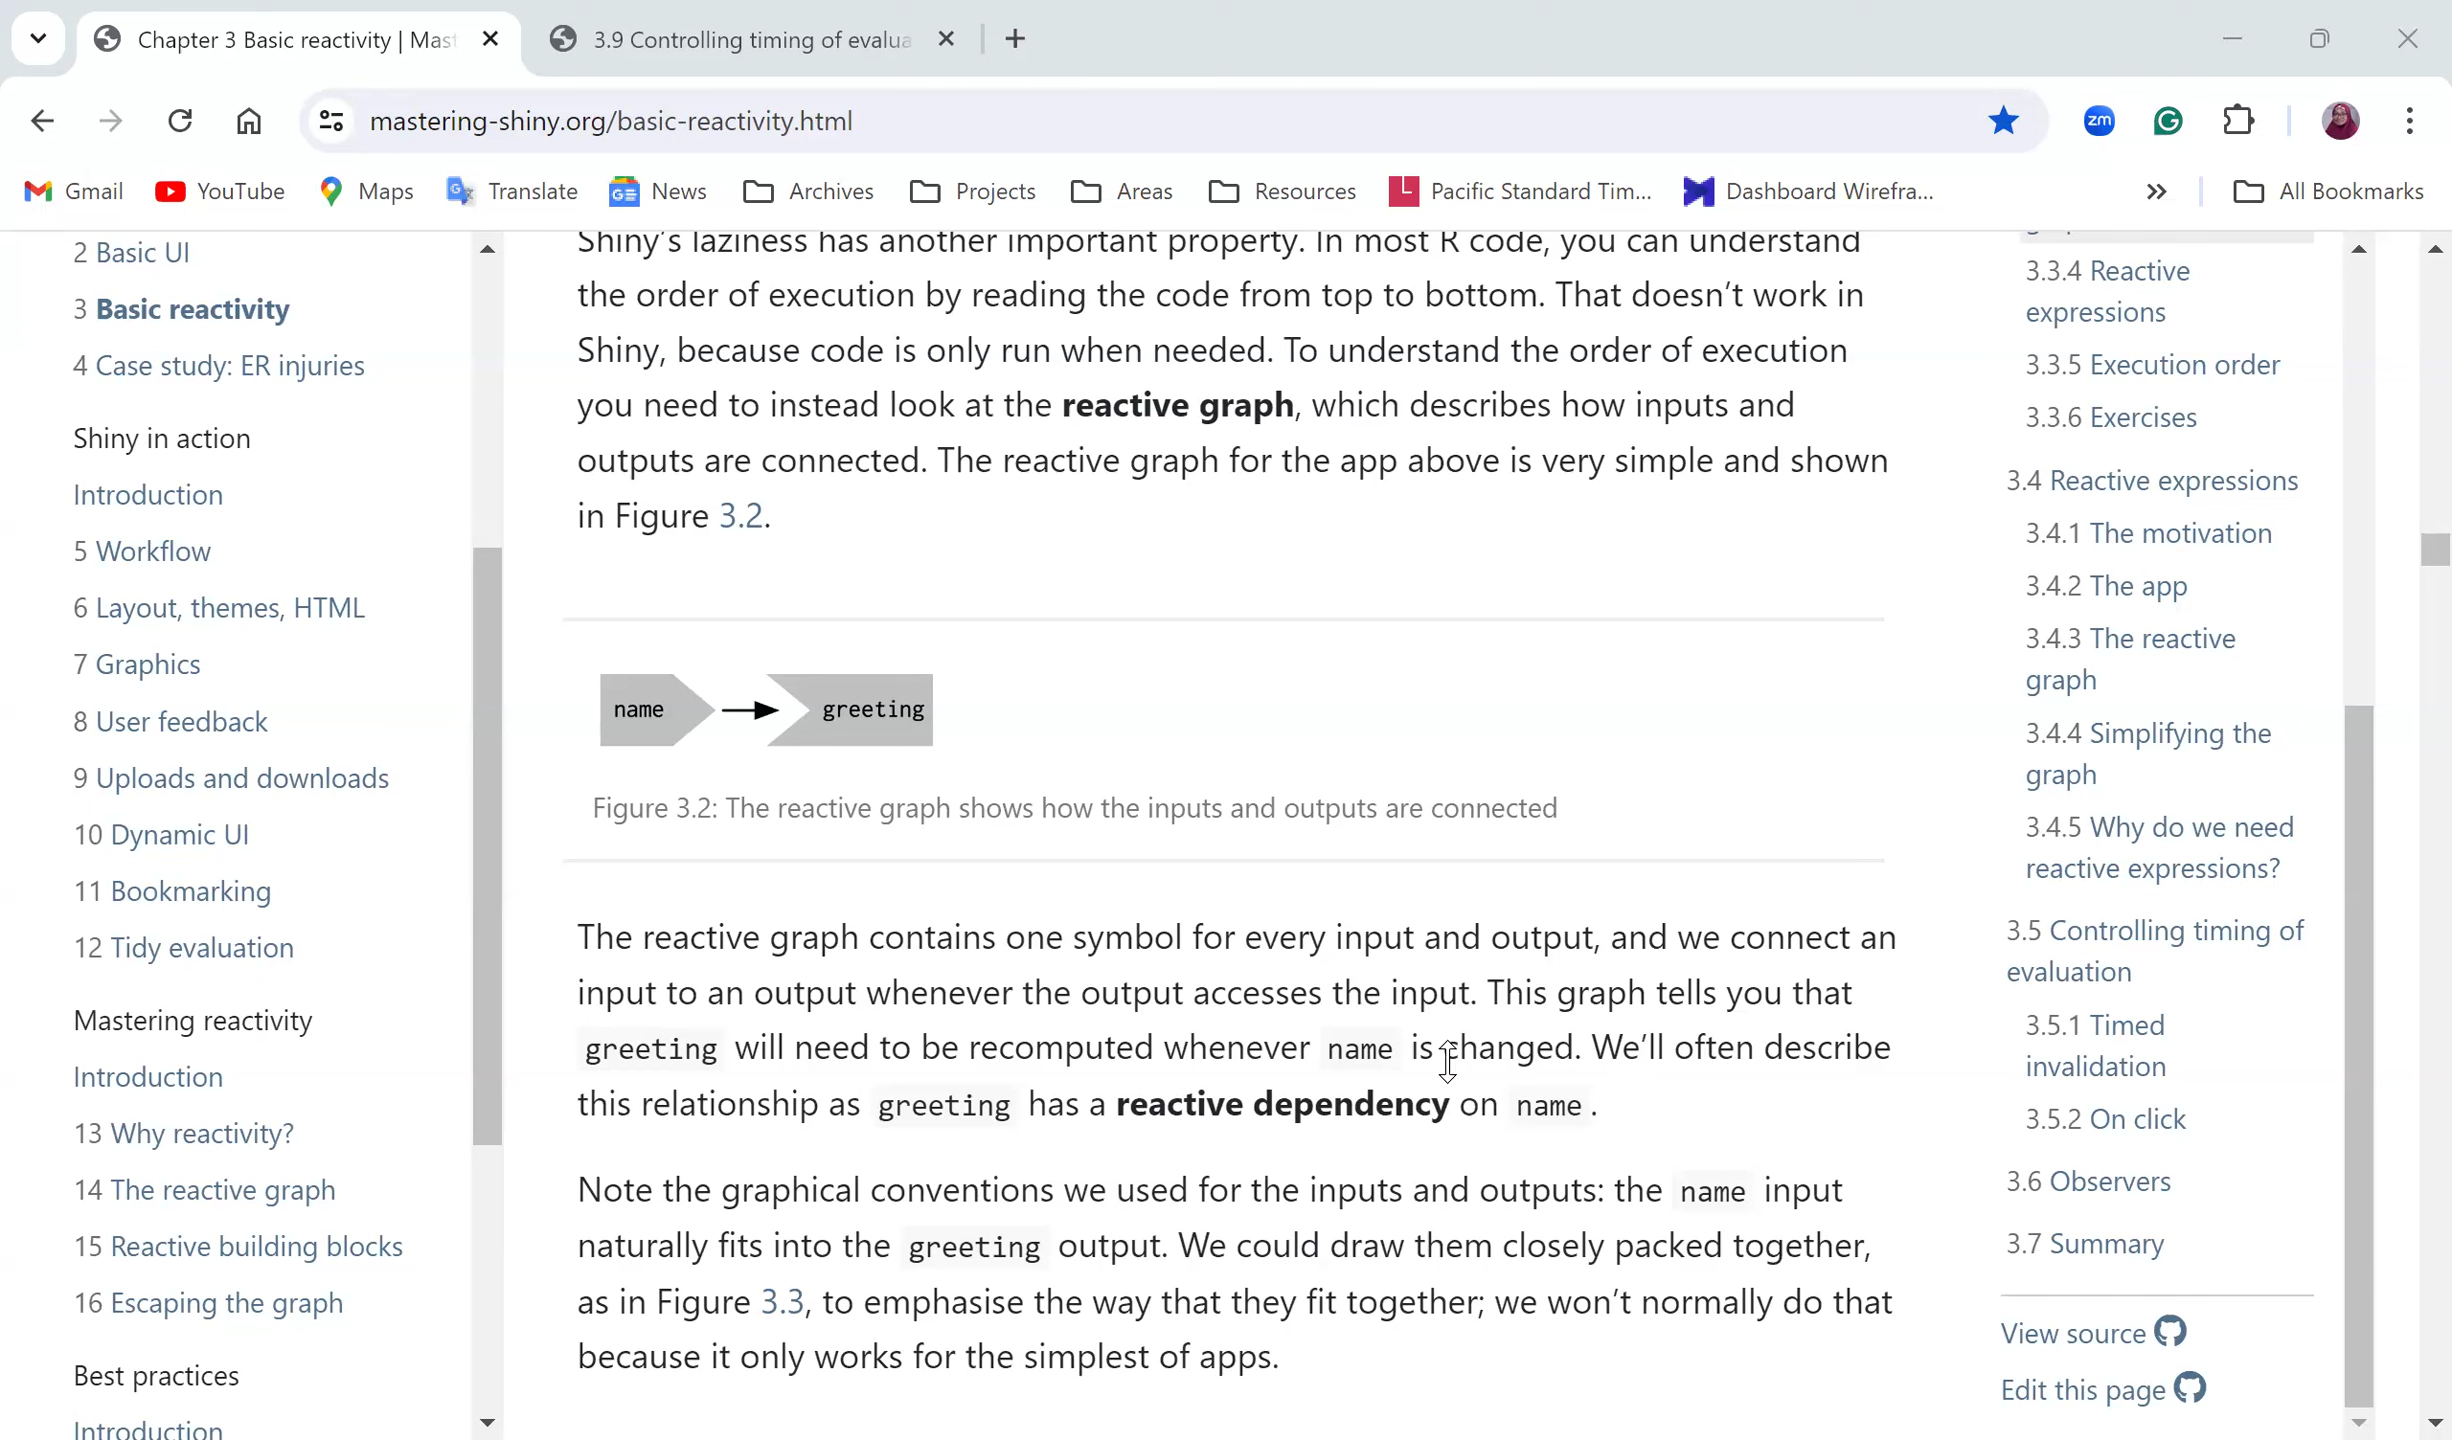 Chapter 3 Basic reactivity | Mast
3.9 Controlling timing of evalua
mastering-shiny.org/basic-reactivity.html
zm
Gmail
YouTube
Maps
Translate
News
Archives
Projects
Areas
Resources
Pacific Standard Tim...
Dashboard Wirefra...
All Bookmarks
2 Basic UI
3 Basic reactivity
4 Case study: ER injuries
Shiny in action
Introduction
5 Workflow
6 Layout, themes, HTML
7 Graphics
8 User feedback
9 Uploads and downloads
10 Dynamic UI
11 Bookmarking
12 Tidy evaluation
Mastering reactivity
Introduction
13 Why reactivity?
14 The reactive graph
15 Reactive building blocks
16 Escaping the graph
Best practices
Introduction
Shiny's laziness has another important property. In most R code, you can understand
the order of execution by reading the code from top to bottom. That doesn't work in
Shiny, because code is only run when needed. To understand the order of execution
you need to instead look at the reactive graph, which describes how inputs and
outputs are connected. The reactive graph for the app above is very simple and shown
in Figure 3.2.
name
greeting
Figure 3.2: The reactive graph shows how the inputs and outputs are connected
The reactive graph contains one symbol for every input and output, and we connect an
input to an output whenever the output accesses the input. This graph tells you that
greeting will need to be recomputed whenever name is changed. We'll often describe
this relationship as greeting has a reactive dependency on name.
Note the graphical conventions we used for the inputs and outputs: the name input
naturally fits into the greeting output. We could draw them closely packed together,
as in Figure 3.3, to emphasise the way that they fit together; we won't normally do that
because it only works for the simplest of apps.
3.3.4 Reactive
expressions
3.3.5 Execution order
3.3.6 Exercises
3.4 Reactive expressions
3.4.1 The motivation
3.4.2 The app
3.4.3 The reactive
graph
3.4.4 Simplifying the
graph
3.4.5 Why do we need
reactive expressions?
3.5 Controlling timing of
evaluation
3.5.1 Timed
invalidation
3.5.2 On click
3.6 Observers
3.7 Summary
View source
Edit this page